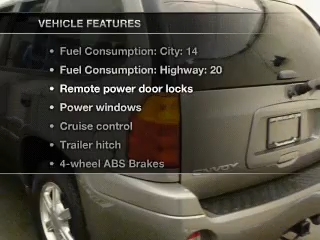 VEHICLE FEATURES
• Fuel Consumption: City: 14
• Fuel Consumption: Highway: 20
• Remote power door locks
• Power windows
• Cruise control
• Trailer hitch
• 4-wheel ABS Brakes
ENVOY